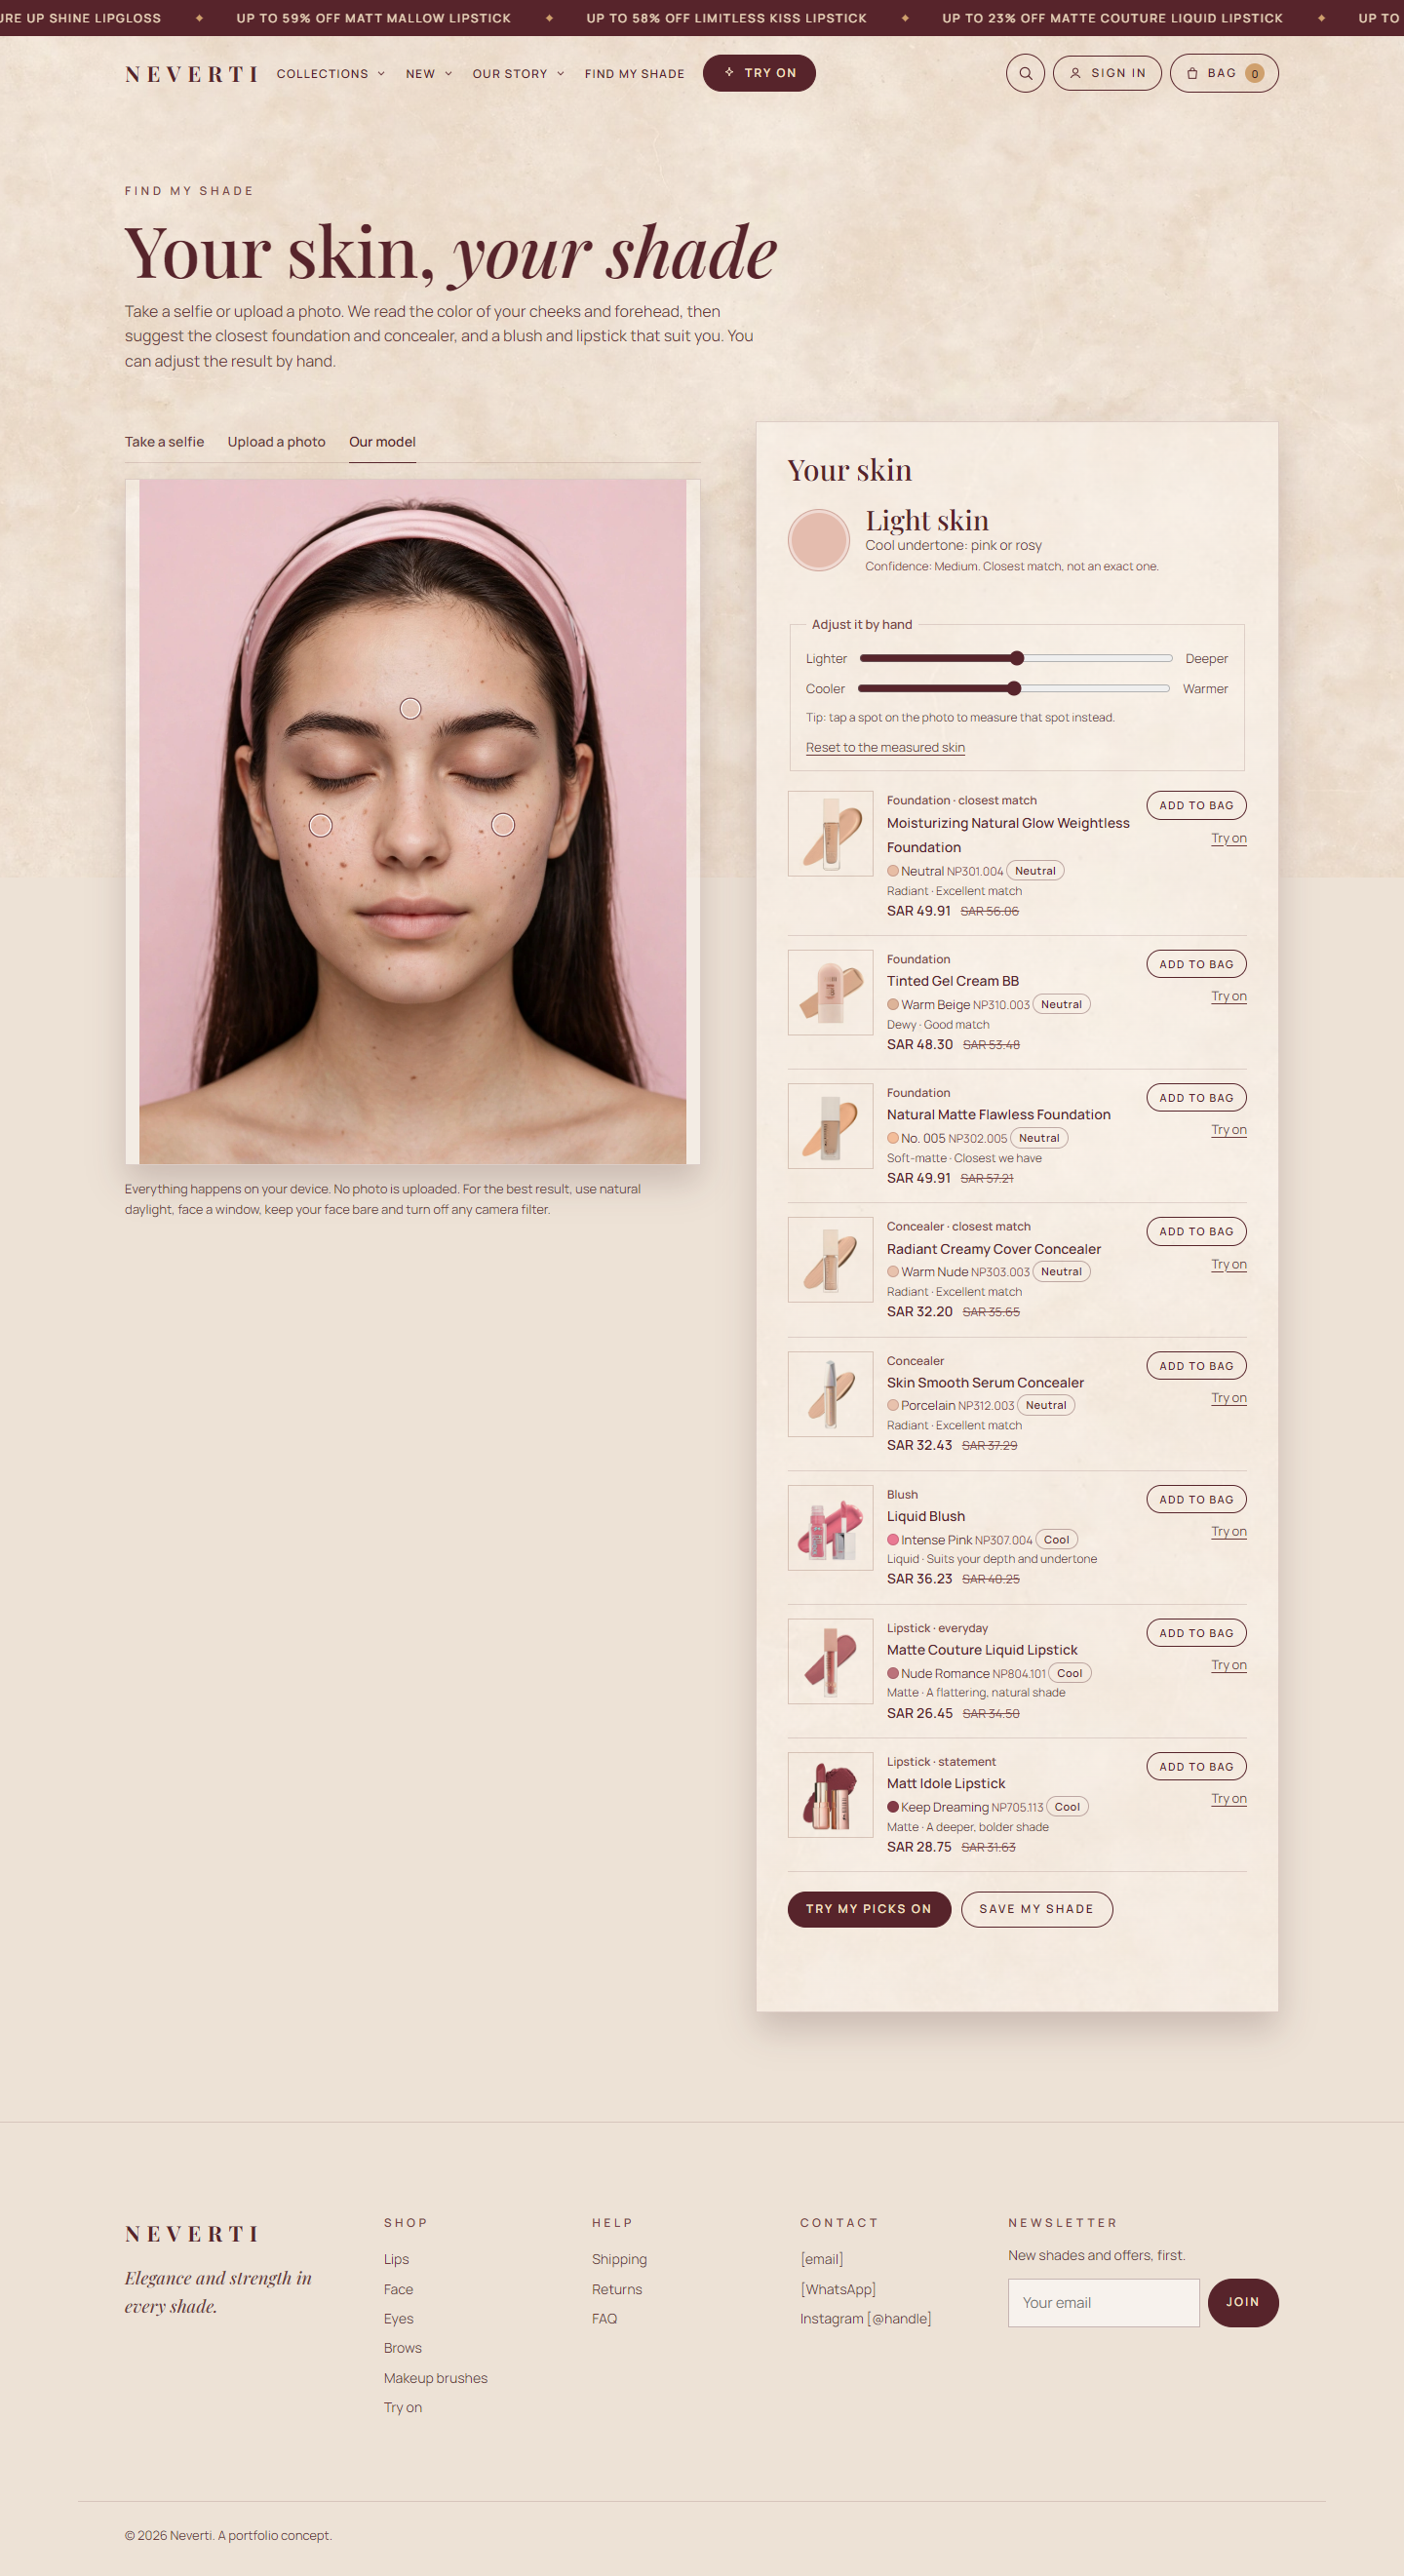 UP SHINE LIPGLOSS
UP TO 59% OFF MATT MALLOW LIPSTICK
UP TO 58% OFF LIMITLESS KISS LIPSTICK
UP TO 23% OFF MATTE COUTURE LIQUID LIPSTICK
UP TO
NEVERTI
COLLECTIONS
NEW
OUR STORY
FIND MY SHADE
TRY ON
SIGN IN
BAG 0
FIND MY SHADE
Your skin, your shade
Take a selfie or upload a photo. We read the color of your cheeks and forehead, then
suggest the closest foundation and concealer, and a blush and lipstick that suit you. You
can adjust the result by hand.
Take a selfie
Upload a photo
Our model
Everything happens on your device. No photo is uploaded. For the best result, use natural
daylight, face a window, keep your face bare and turn off any camera filter.
Your skin
Light skin
Cool undertone: pink or rosy
Confidence: Medium. Closest match, not an exact one.
Adjust it by hand
Lighter
Deeper
Cooler
Warmer
Tip: tap a spot on the photo to measure that spot instead.
Reset to the measured skin
Foundation · closest match
Moisturizing Natural Glow Weightless
Foundation
Neutral NP301.004 Neutral
Radiant · Excellent match
SAR 49.91 SAR 56.06
ADD TO BAG
Try on
Foundation
Tinted Gel Cream BB
Warm Beige NP310.003 Neutral
Dewy · Good match
SAR 48.30 SAR 53.48
ADD TO BAG
Try on
Foundation
Natural Matte Flawless Foundation
No. 005 NP302.005 Neutral
Soft-matte · Closest we have
SAR 49.91 SAR 57.21
ADD TO BAG
Try on
Concealer · closest match
Radiant Creamy Cover Concealer
Warm Nude NP303.003 Neutral
Radiant · Excellent match
SAR 32.20 SAR 35.65
ADD TO BAG
Try on
Concealer
Skin Smooth Serum Concealer
Porcelain NP312.003 Neutral
Radiant · Excellent match
SAR 32.43 SAR 37.29
ADD TO BAG
Try on
Blush
Liquid Blush
Intense Pink NP307.004 Cool
Liquid · Suits your depth and undertone
SAR 36.23 SAR 40.25
ADD TO BAG
Try on
Lipstick · everyday
Matte Couture Liquid Lipstick
Nude Romance NP804.101 Cool
Matte · A flattering, natural shade
SAR 26.45 SAR 34.50
ADD TO BAG
Try on
Lipstick · statement
Matt Idole Lipstick
Keep Dreaming NP705.113 Cool
Matte · A deeper, bolder shade
SAR 28.75 SAR 31.63
ADD TO BAG
Try on
TRY MY PICKS ON
SAVE MY SHADE
NEVERTI
Elegance and strength in
every shade.
SHOP
Lips
Face
Eyes
Brows
Makeup brushes
Try on
HELP
Shipping
Returns
FAQ
CONTACT
[email]
[WhatsApp]
Instagram [@handle]
NEWSLETTER
New shades and offers, first.
Your email
JOIN
© 2026 Neverti. A portfolio concept.